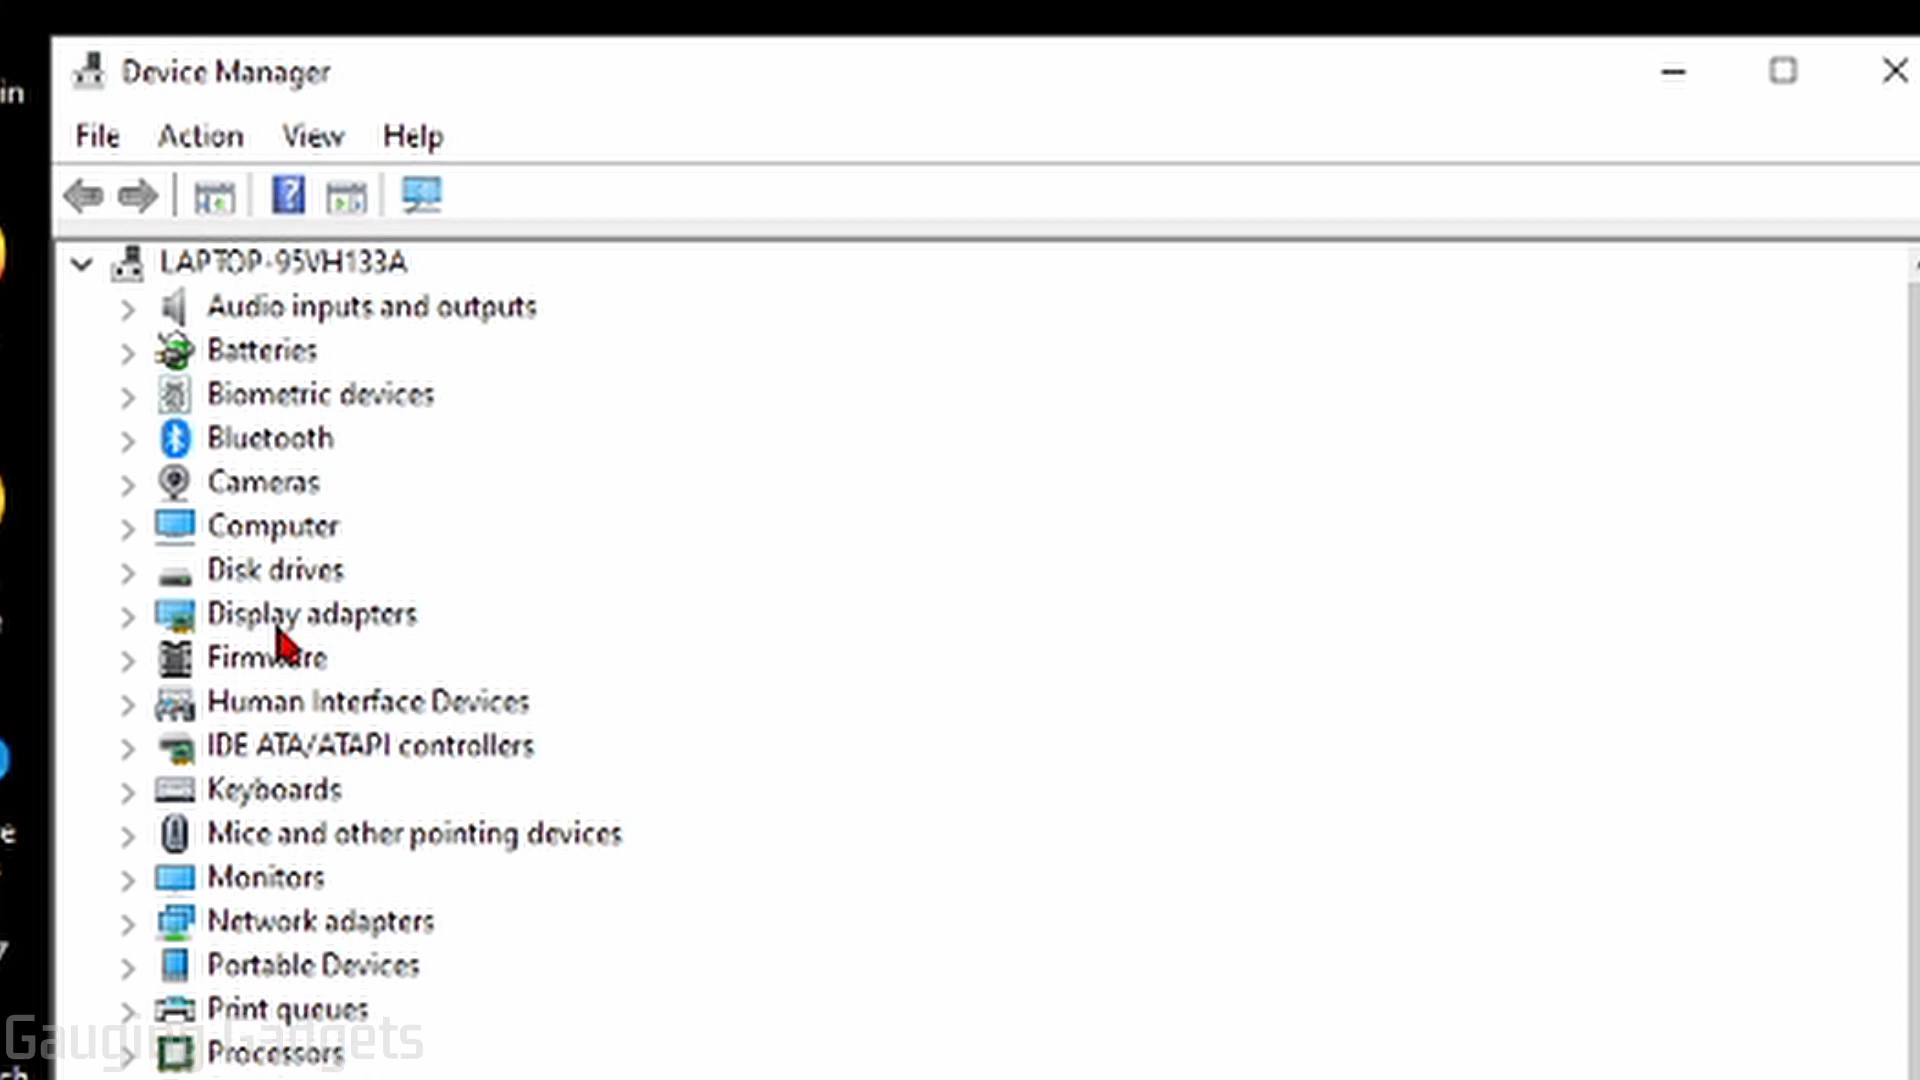 in
Device Manager
File Action View Help
LAPTOP-95VH133A
Audio inputs and outputs
Batteries
Biometric devices
Bluetooth
Cameras
Computer
Disk drives
Display adapters
Firmware
Human Interface Devices
IDE ATA/ATAPI controllers
Keyboards
Mice and other pointing devices
Monitors
Network adapters
Portable Devices
Print queues
Processors
Gauging Gadgets